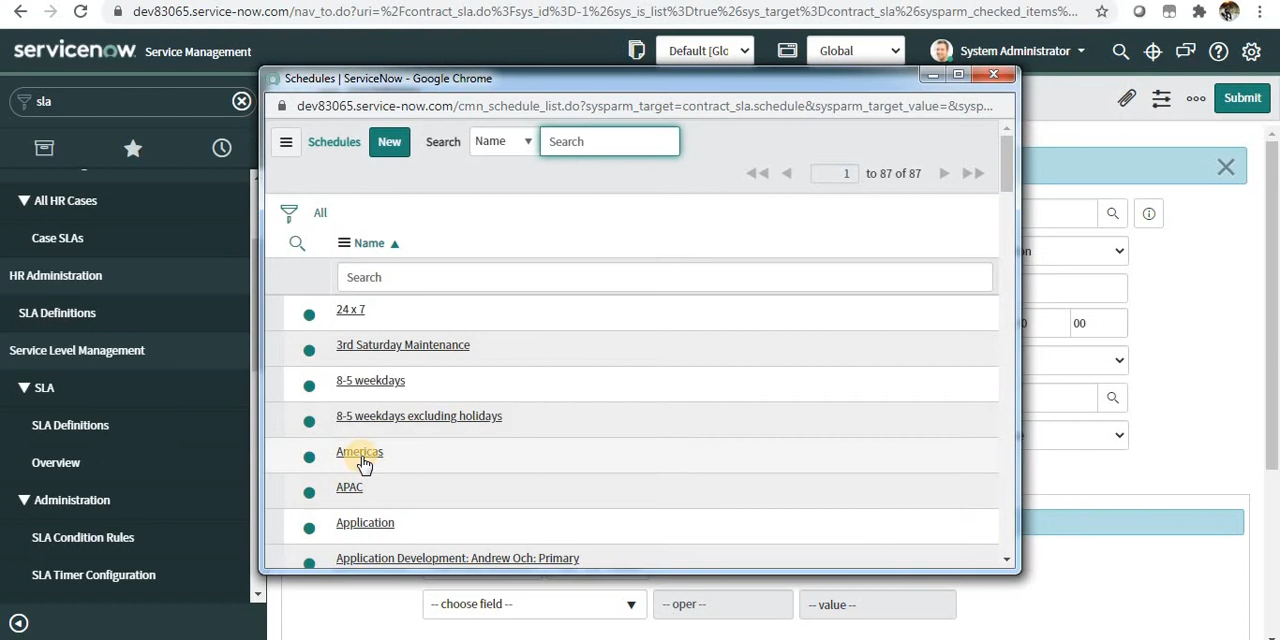 dev83065.service-now.com/nav_to.do?uri=%2Fcontract_sla.do%3Fsys_id%3D-1%26sys_is_list%3Dtrue%26sys_target%3Dcontract_sla%26sysparm_checked_items%...
servicenow Service Management
Default [Glc
Global
System Administrator
sla
Schedules | ServiceNow - Google Chrome
dev83065.service-now.com/cmn_schedule_list.do?sysparm_target=contract_sla.schedule&sysparm_target_value=&sysp...
Submit
Schedules New Search Name Search
1 to 87 of 87
All
Name
Search
24 x 7
3rd Saturday Maintenance
8-5 weekdays
8-5 weekdays excluding holidays
Americas
APAC
Application
Application Development: Andrew Och: Primary
All HR Cases
Case SLAs
HR Administration
SLA Definitions
Service Level Management
SLA
SLA Definitions
Overview
Administration
SLA Condition Rules
SLA Timer Configuration
on
0 00
-- choose field -- -- oper -- -- value --